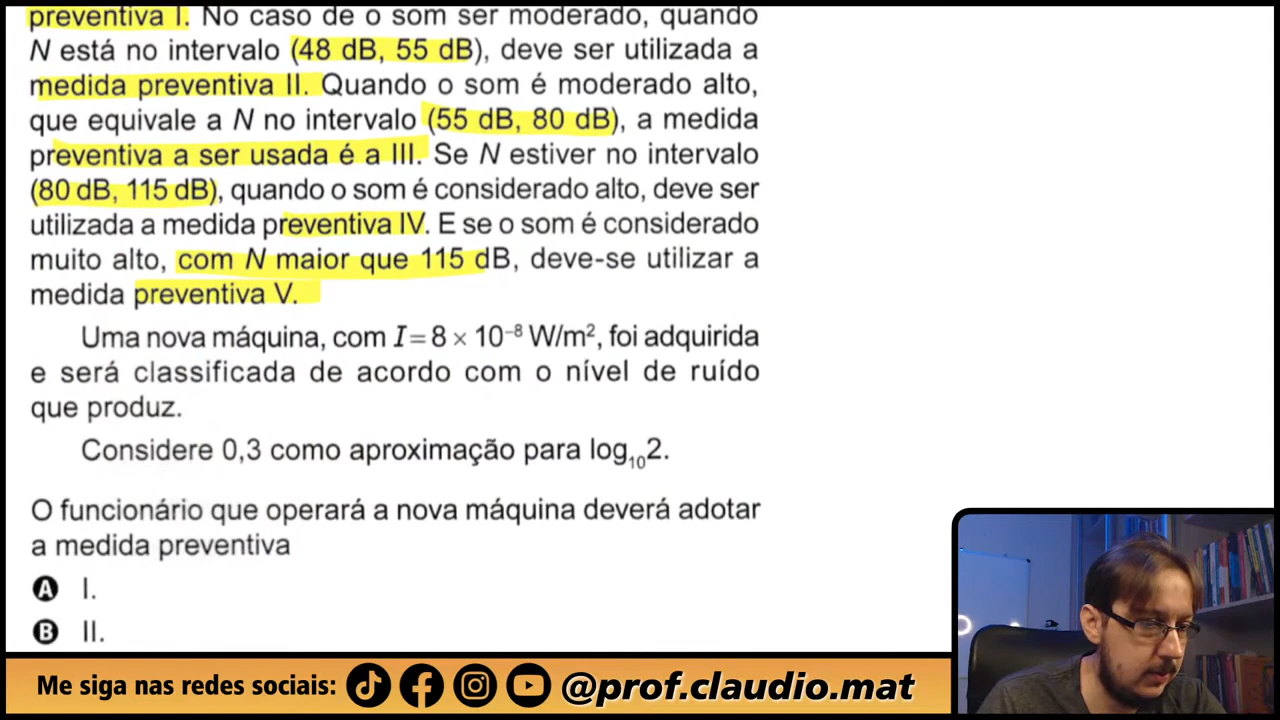 preventiva I. No caso de o som ser moderado, quando
N está no intervalo (48 dB, 55 dB), deve ser utilizada a
medida preventiva II. Quando o som é moderado alto,
que equivale a N no intervalo (55 dB, 80 dB), a medida
preventiva a ser usada é a III. Se N estiver no intervalo
(80 dB, 115 dB), quando o som é considerado alto, deve ser
utilizada a medida preventiva IV. E se o som é considerado
muito alto, com N maior que 115 dB, deve-se utilizar a
medida preventiva V.
Uma nova máquina, com I = 8 × 10⁻⁸ W/m², foi adquirida
e será classificada de acordo com o nível de ruído
que produz.
Considere 0,3 como aproximação para log₁₀2.
O funcionário que operará a nova máquina deverá adotar
a medida preventiva
A I.
B II.
Me siga nas redes sociais: @prof.claudio.mat